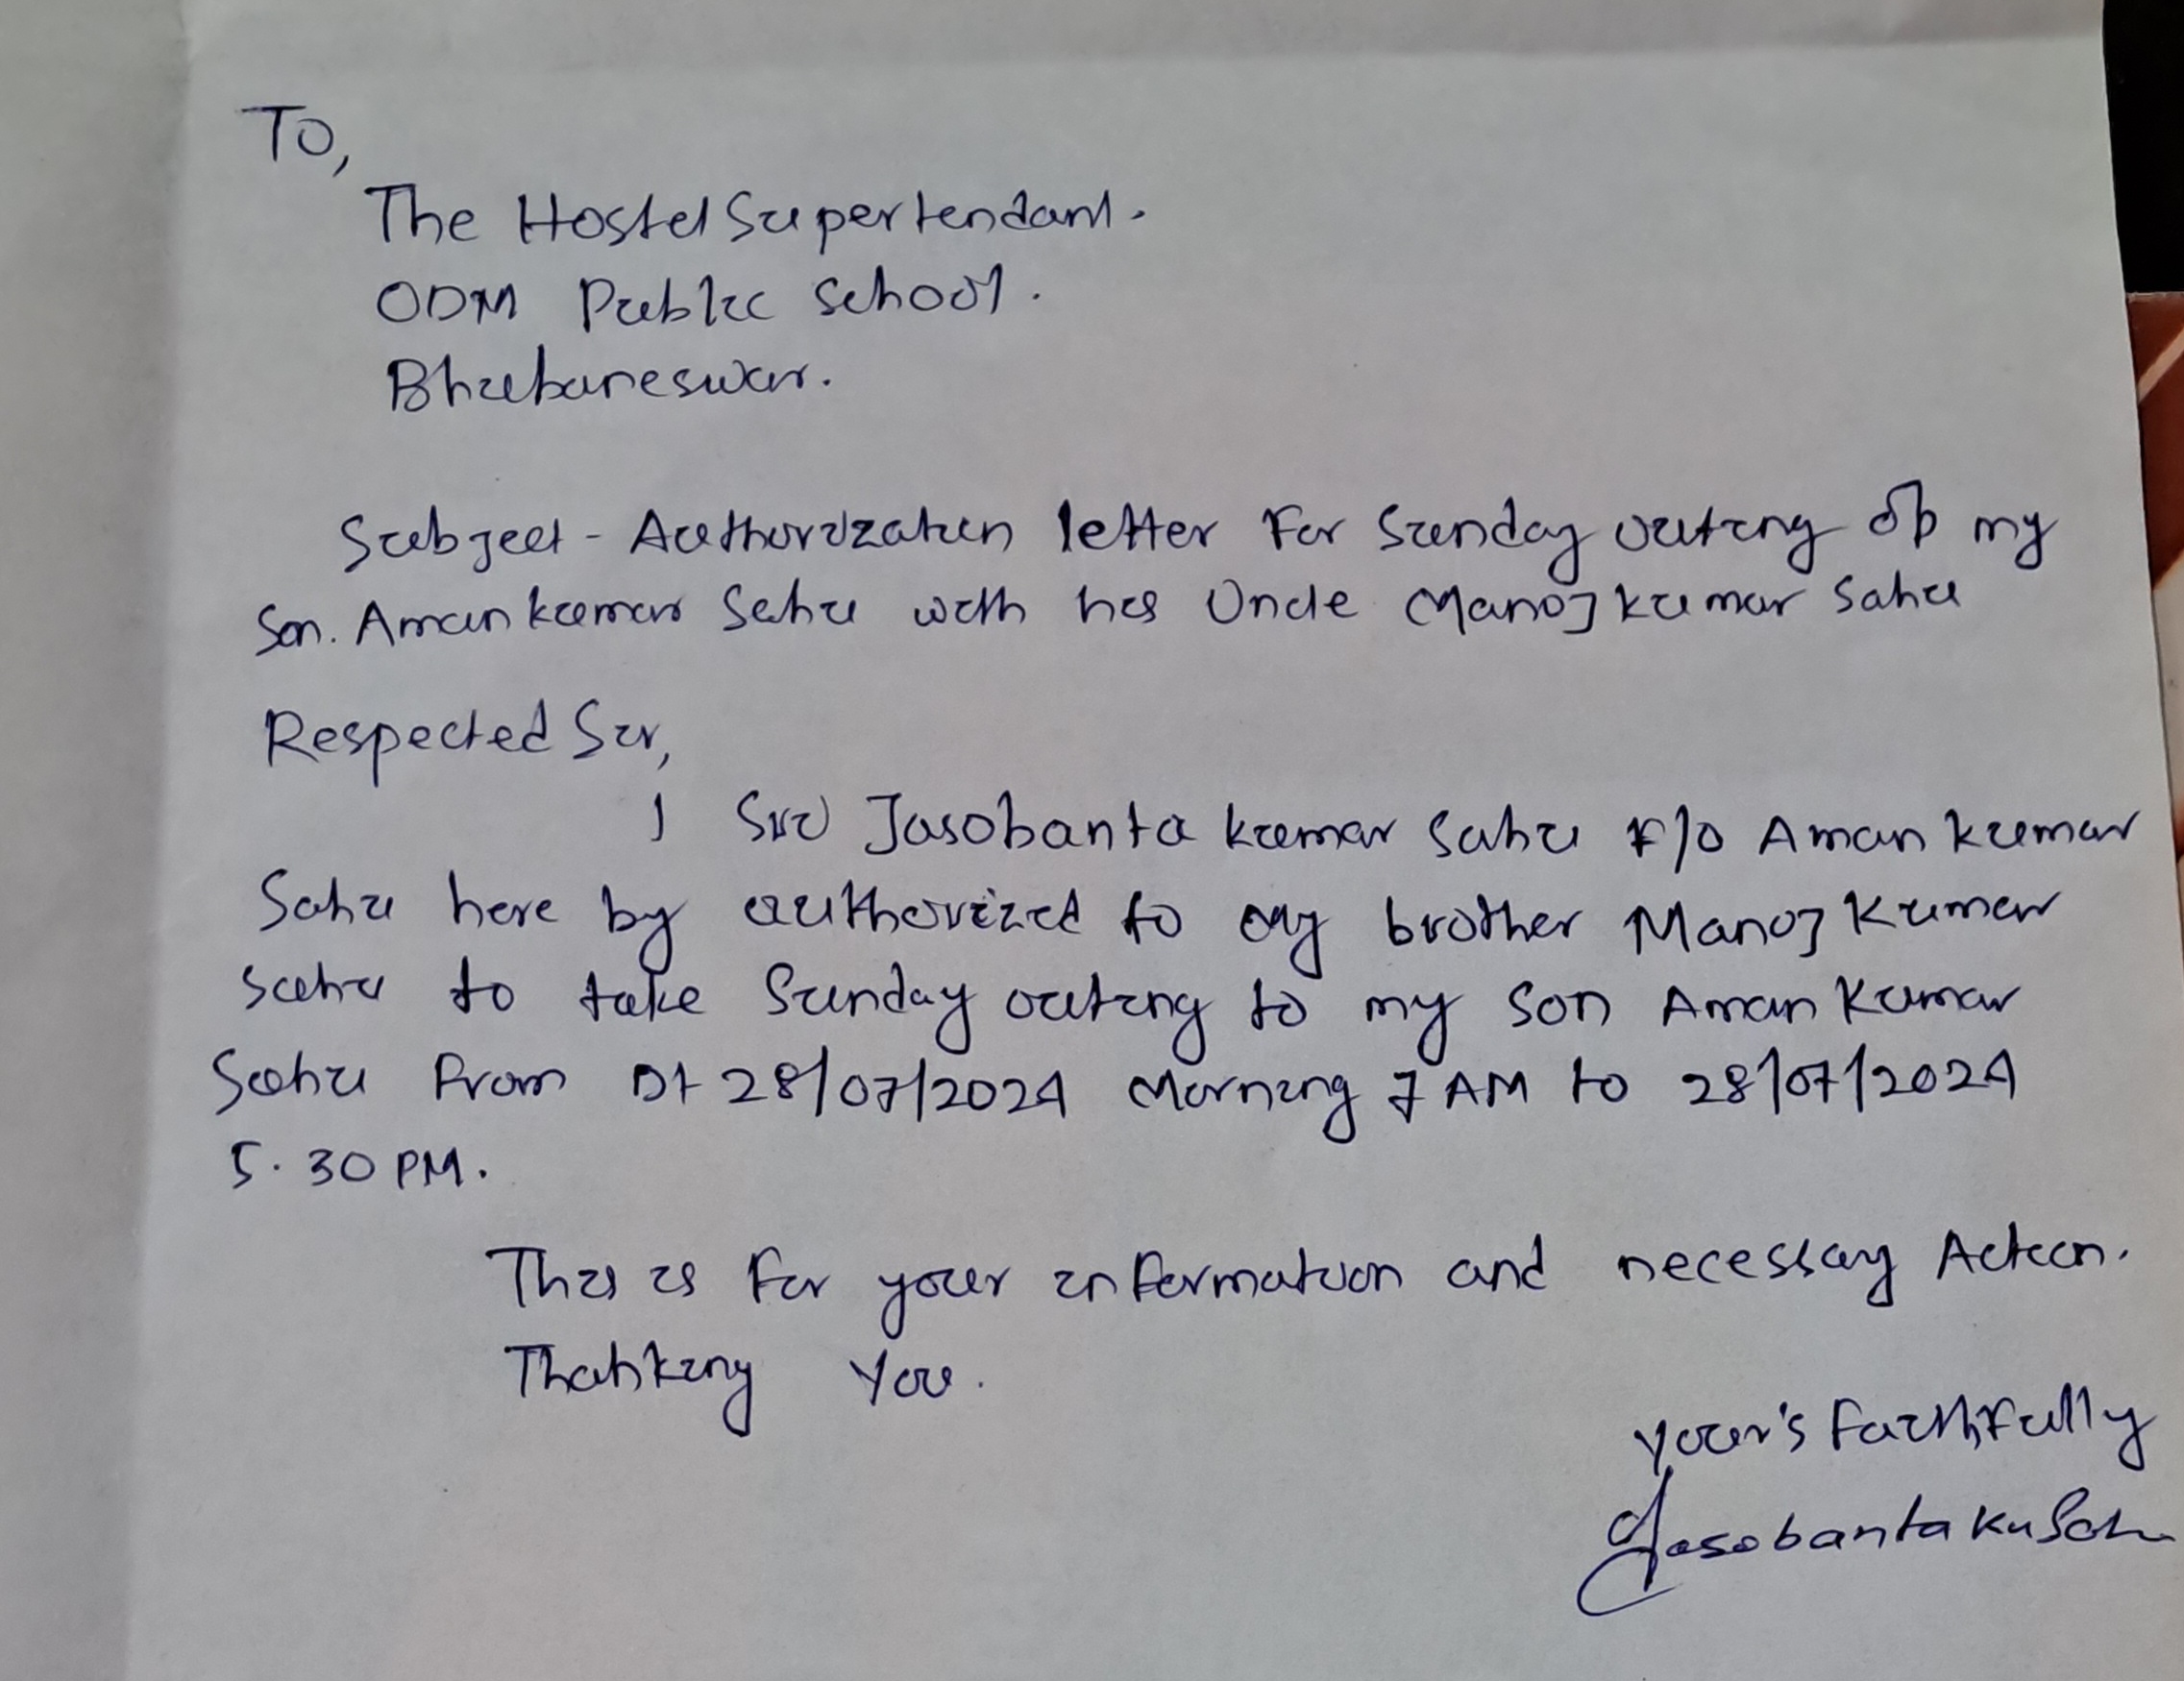 To,
The Hostel Supertendant.
ODM Public School.
Bhubaneswar.
Subject - Authorization letter For Sunday outing of my
Son. Aman kumar Sahu with his Uncle Manoj kumar Sahu
Respected Sir,
I Sri Jasobanta kumar Sahu F/O Aman kumar
Sahu here by authorized to my brother Manoj Kumar
Sahu to take Sunday outing to my son Aman Kumar
Sahu From Dt 28/07/2024 Morning 7 AM to 28/07/2024
5.30 PM.
This is For your information and necessay Action.
Thahking You.
your's Faithfully
Jasobanta Ku Sahu